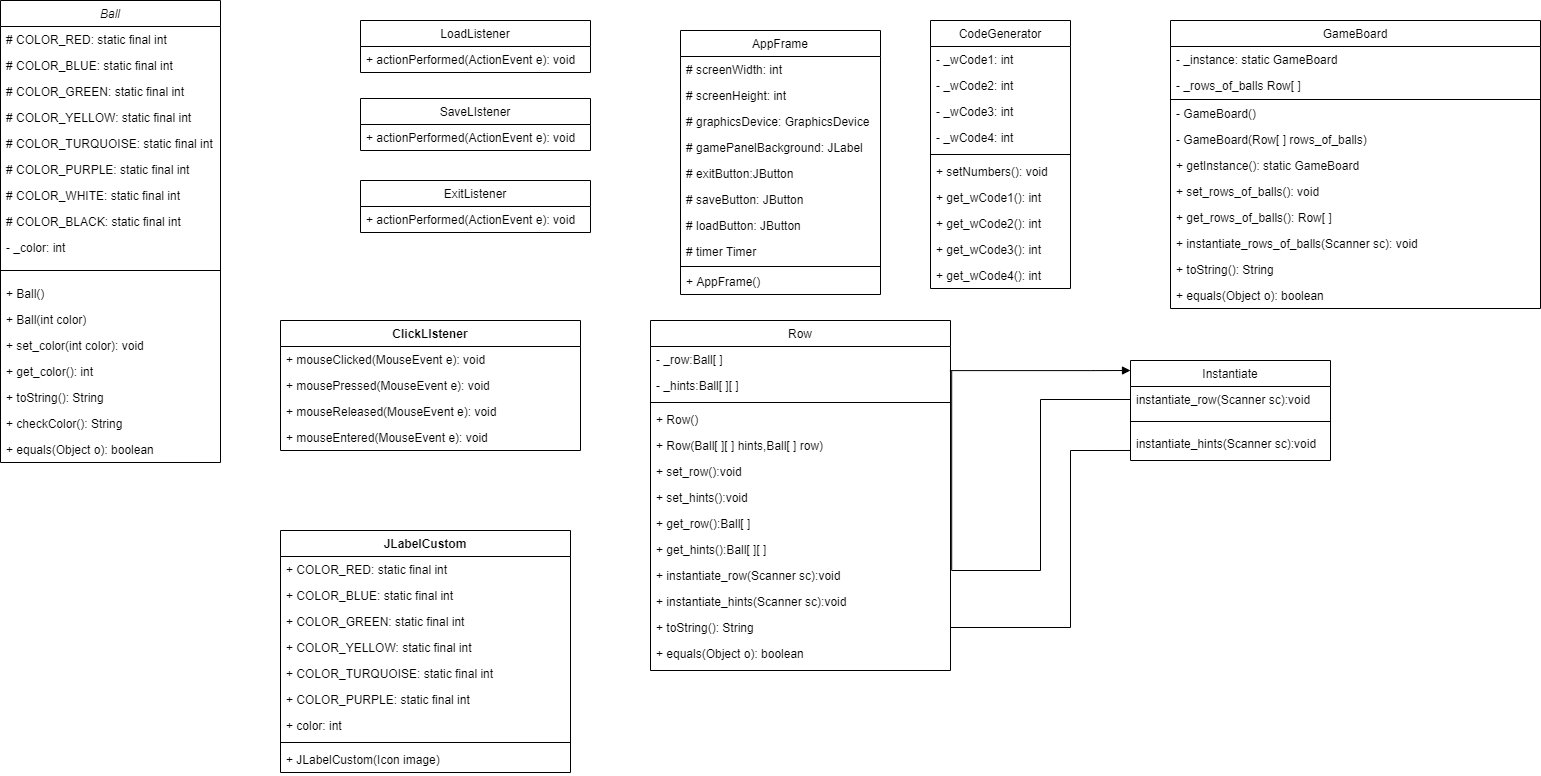 Ball
# COLOR_RED: static final int
# COLOR_BLUE: static final int
# COLOR_GREEN: static final int
# COLOR_YELLOW: static final int
# COLOR_TURQUOISE: static final int
# COLOR_PURPLE: static final int
# COLOR_WHITE: static final int
# COLOR_BLACK: static final int
- _color: int
+ Ball()
+ Ball(int color)
+ set_color(int color): void
+ get_color(): int
+ toString(): String
+ checkColor(): String
+ equals(Object o): boolean
LoadListener
+ actionPerformed(ActionEvent e): void
SaveLIstener
+ actionPerformed(ActionEvent e): void
ExitListener
+ actionPerformed(ActionEvent e): void
AppFrame
# screenWidth: int
# screenHeight: int
# graphicsDevice: GraphicsDevice
# gamePanelBackground: JLabel
# exitButton:JButton
# saveButton: JButton
# loadButton: JButton
# timer Timer
+ AppFrame()
CodeGenerator
- _wCode1: int
- _wCode2: int
- _wCode3: int
- _wCode4: int
+ setNumbers(): void
+ get_wCode1(): int
+ get_wCode2(): int
+ get_wCode3(): int
+ get_wCode4(): int
GameBoard
- _instance: static GameBoard
- _rows_of_balls Row[ ]
- GameBoard()
- GameBoard(Row[ ] rows_of_balls)
+ getInstance(): static GameBoard
+ set_rows_of_balls(): void
+ get_rows_of_balls(): Row[ ]
+ instantiate_rows_of_balls(Scanner sc): void
+ toString(): String
+ equals(Object o): boolean
ClickLIstener
+ mouseClicked(MouseEvent e): void
+ mousePressed(MouseEvent e): void
+ mouseReleased(MouseEvent e): void
+ mouseEntered(MouseEvent e): void
Row
- _row:Ball[ ]
- _hints:Ball[ ][ ]
+ Row()
+ Row(Ball[ ][ ] hints,Ball[ ] row)
+ set_row():void
+ set_hints():void
+ get_row():Ball[ ]
+ get_hints():Ball[ ][ ]
+ instantiate_row(Scanner sc):void
+ instantiate_hints(Scanner sc):void
+ toString(): String
+ equals(Object o): boolean
Instantiate
instantiate_row(Scanner sc):void
instantiate_hints(Scanner sc):void
JLabelCustom
+ COLOR_RED: static final int
+ COLOR_BLUE: static final int
+ COLOR_GREEN: static final int
+ COLOR_YELLOW: static final int
+ COLOR_TURQUOISE: static final int
+ COLOR_PURPLE: static final int
+ color: int
+ JLabelCustom(Icon image)